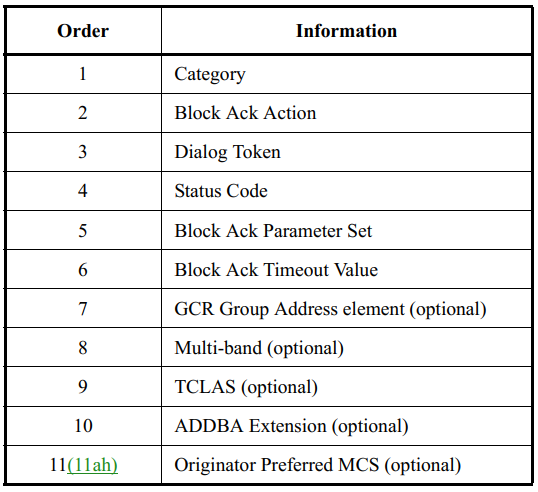 Order Information
1 Category
2 Block Ack Action
3 Dialog Token
4 Status Code
5 Block Ack Parameter Set
6 Block Ack Timeout Value
7 GCR Group Address element (optional)
8 Multi-band (optional)
9 TCLAS (optional)
10 ADDBA Extension (optional)
11(11ah) Originator Preferred MCS (optional)